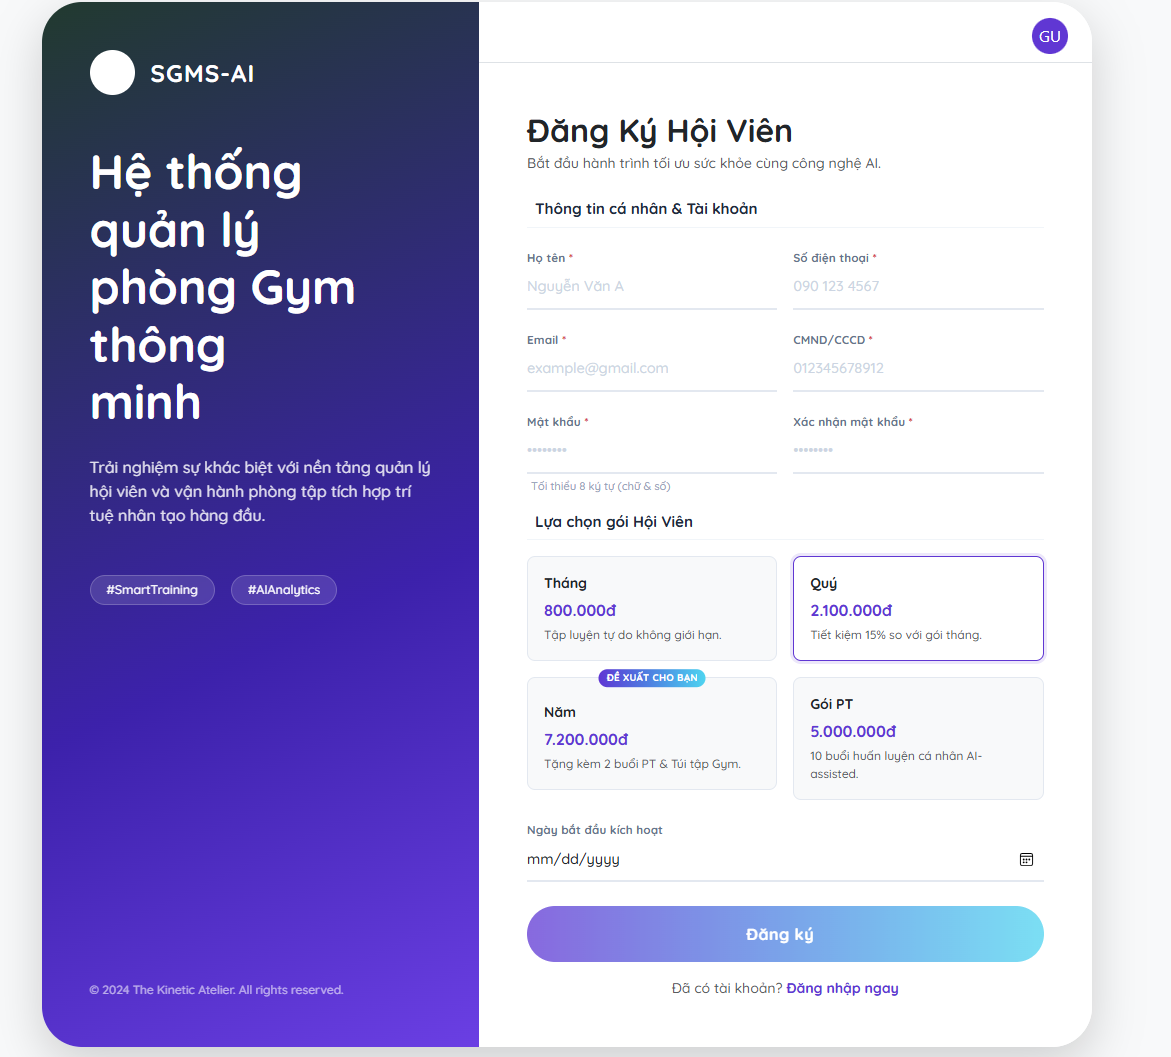 SGMS-AI
Hệ thống
quản lý
phòng Gym
thông
minh
Trải nghiệm sự khác biệt với nền tảng quản lý
hội viên và vận hành phòng tập tích hợp trí
tuệ nhân tạo hàng đầu.
#SmartTraining
#AIAnalytics
© 2024 The Kinetic Atelier. All rights reserved.
GU
Đăng Ký Hội Viên
Bắt đầu hành trình tối ưu sức khỏe cùng công nghệ AI.
Thông tin cá nhân & Tài khoản
Họ tên *
Nguyễn Văn A
Số điện thoại *
090 123 4567
Email *
example@gmail.com
CMND/CCCD *
012345678912
Mật khẩu *
••••••••
Xác nhận mật khẩu *
••••••••
Tối thiểu 8 ký tự (chữ & số)
Lựa chọn gói Hội Viên
Tháng
800.000đ
Tập luyện tự do không giới hạn.
Quý
2.100.000đ
Tiết kiệm 15% so với gói tháng.
ĐỀ XUẤT CHO BẠN
Năm
7.200.000đ
Tặng kèm 2 buổi PT & Túi tập Gym.
Gói PT
5.000.000đ
10 buổi huấn luyện cá nhân AI-
assisted.
Ngày bắt đầu kích hoạt
mm/dd/yyyy
Đăng ký
Đã có tài khoản? Đăng nhập ngay